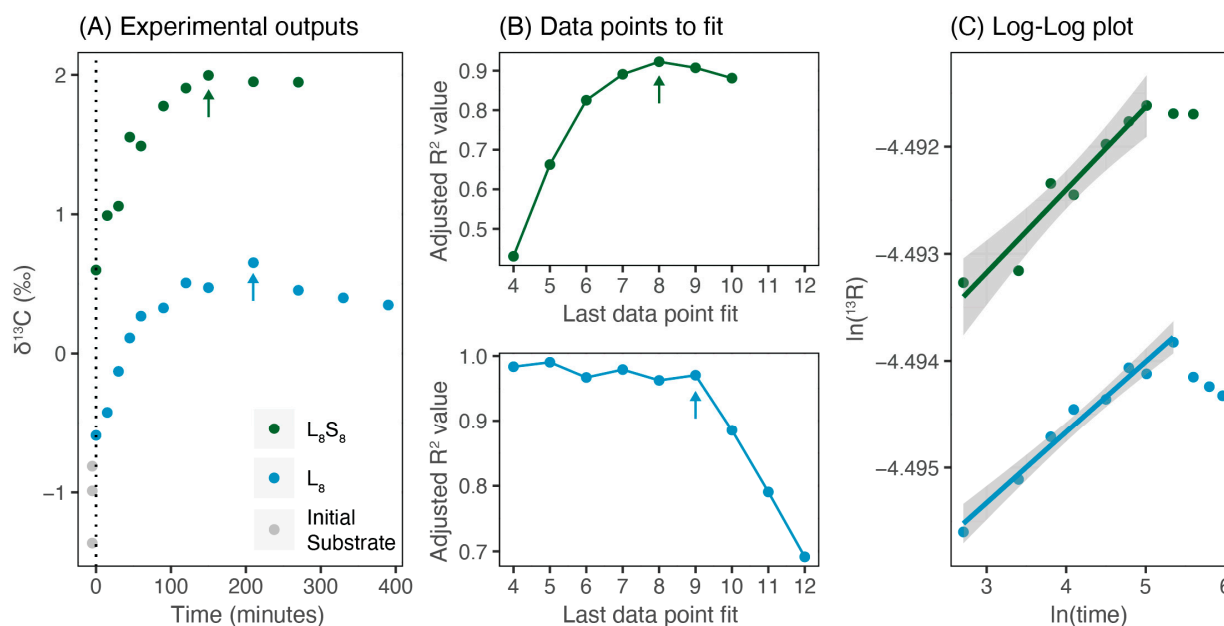 (A) Experimental outputs
δ¹³C (‰)
2
1
0
−1
L₈S₈
L₈
Initial
Substrate
0
100
200
300
400
Time (minutes)
(B) Data points to fit
Adjusted R² value
0.9
0.8
0.7
0.6
0.5
4 5 6 7 8 9 10 11 12
Last data point fit
Adjusted R² value
1.0
0.9
0.8
0.7
4 5 6 7 8 9 10 11 12
Last data point fit
(C) Log-Log plot
ln(¹³R)
−4.492
−4.493
−4.494
−4.495
3 4 5 6
ln(time)